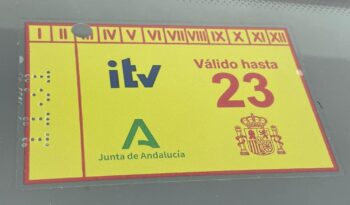 I II III IV V VI VII VIII IX X XI XII
itv
Válido hasta
23
Junta de Andalucía